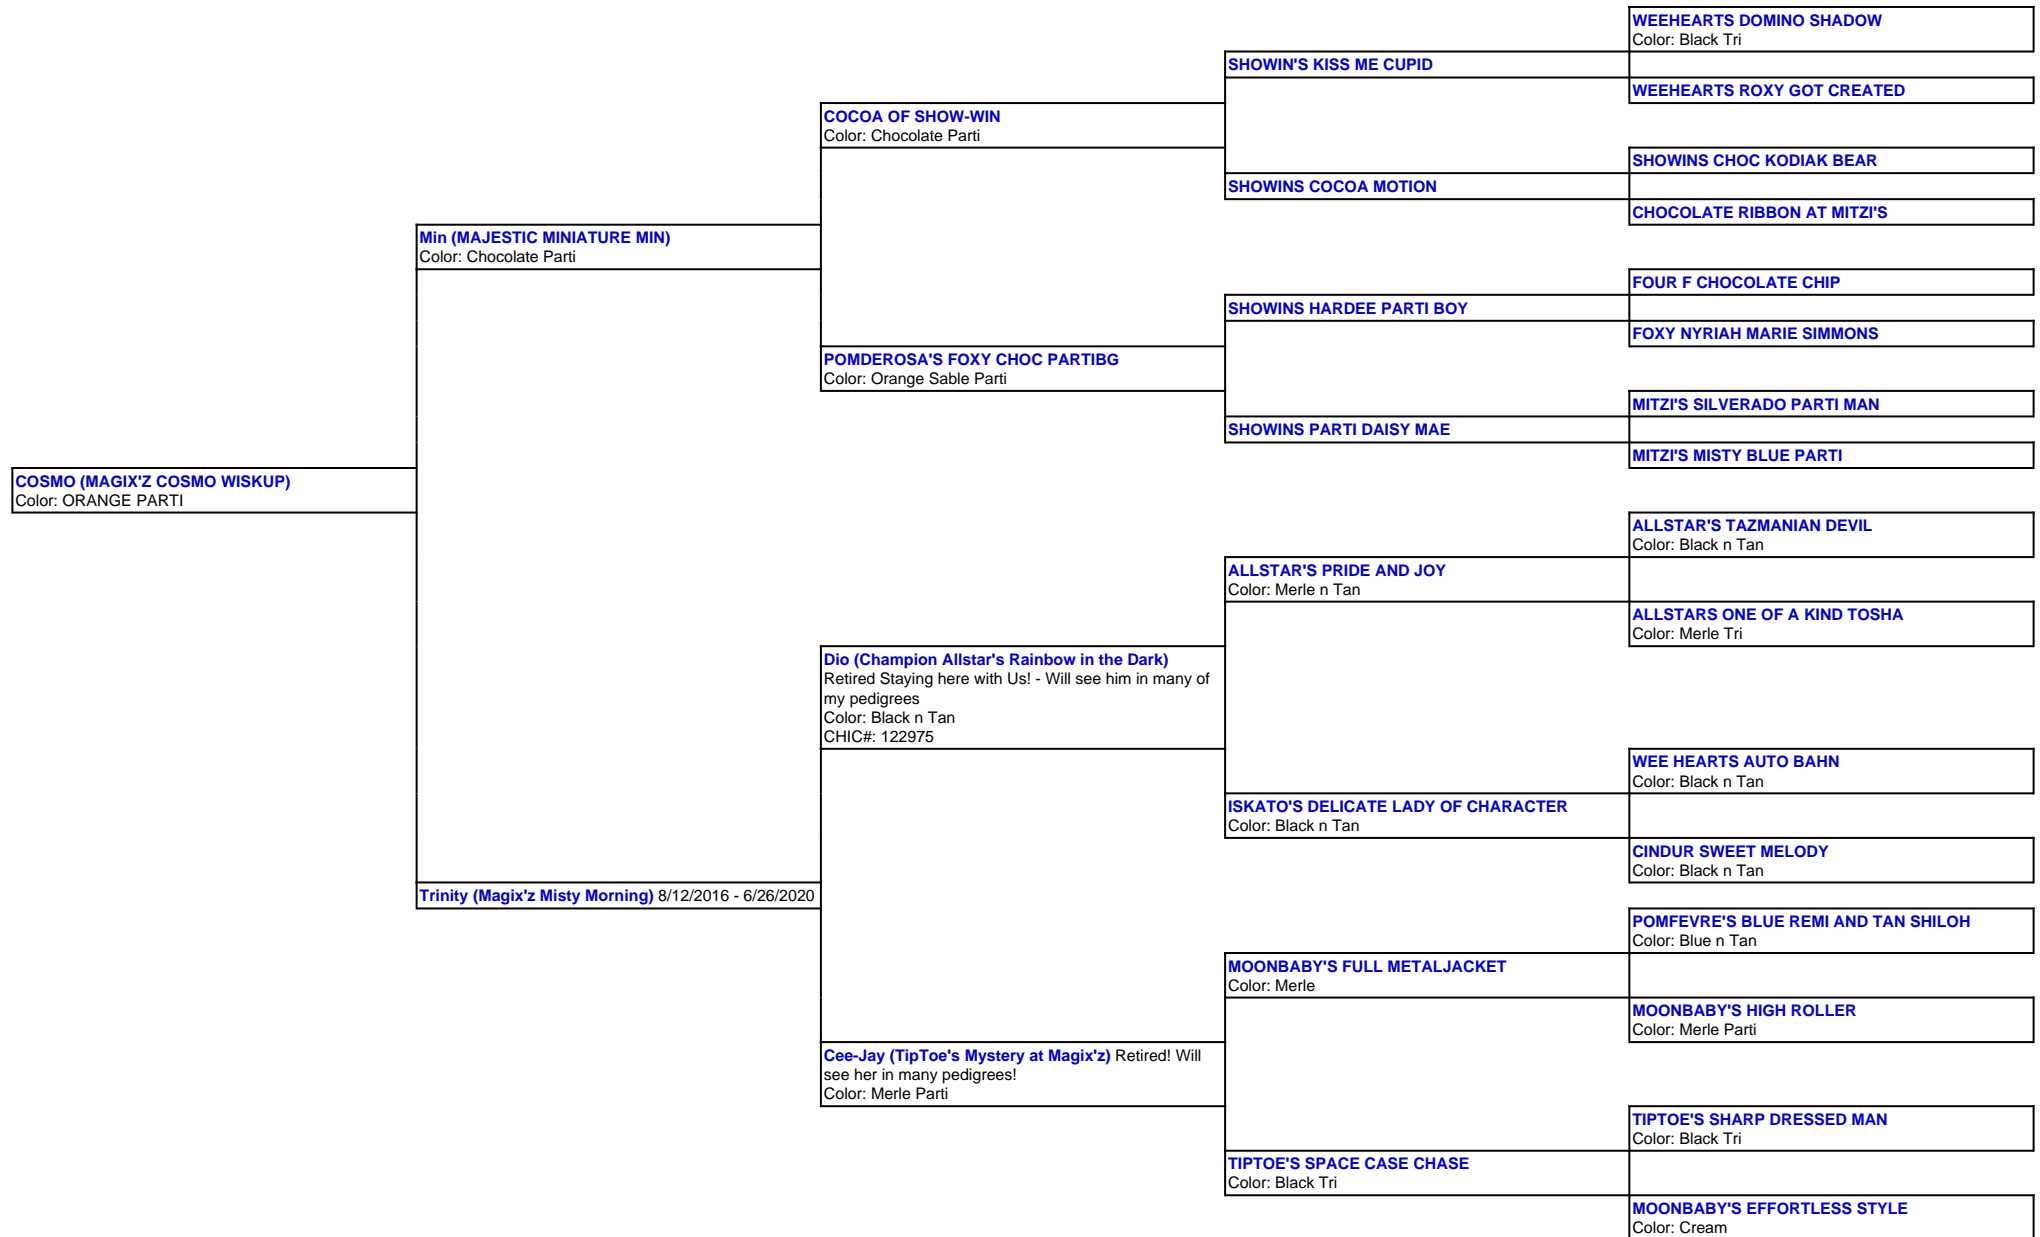 COSMO (MAGIX'Z COSMO WISKUP)
Color: ORANGE PARTI
Min (MAJESTIC MINIATURE MIN)
Color: Chocolate Parti
Trinity (Magix'z Misty Morning) 8/12/2016 - 6/26/2020
COCOA OF SHOW-WIN
Color: Chocolate Parti
POMDEROSA'S FOXY CHOC PARTIBG
Color: Orange Sable Parti
Dio (Champion Allstar's Rainbow in the Dark)
Retired Staying here with Us! - Will see him in many of
my pedigrees
Color: Black n Tan
CHIC#: 122975
Cee-Jay (TipToe's Mystery at Magix'z) Retired! Will
see her in many pedigrees!
Color: Merle Parti
SHOWIN'S KISS ME CUPID
SHOWINS COCOA MOTION
SHOWINS HARDEE PARTI BOY
SHOWINS PARTI DAISY MAE
ALLSTAR'S PRIDE AND JOY
Color: Merle n Tan
ISKATO'S DELICATE LADY OF CHARACTER
Color: Black n Tan
MOONBABY'S FULL METALJACKET
Color: Merle
TIPTOE'S SPACE CASE CHASE
Color: Black Tri
WEEHEARTS DOMINO SHADOW
Color: Black Tri
WEEHEARTS ROXY GOT CREATED
SHOWINS CHOC KODIAK BEAR
CHOCOLATE RIBBON AT MITZI'S
FOUR F CHOCOLATE CHIP
FOXY NYRIAH MARIE SIMMONS
MITZI'S SILVERADO PARTI MAN
MITZI'S MISTY BLUE PARTI
ALLSTAR'S TAZMANIAN DEVIL
Color: Black n Tan
ALLSTARS ONE OF A KIND TOSHA
Color: Merle Tri
WEE HEARTS AUTO BAHN
Color: Black n Tan
CINDUR SWEET MELODY
Color: Black n Tan
POMFEVRE'S BLUE REMI AND TAN SHILOH
Color: Blue n Tan
MOONBABY'S HIGH ROLLER
Color: Merle Parti
TIPTOE'S SHARP DRESSED MAN
Color: Black Tri
MOONBABY'S EFFORTLESS STYLE
Color: Cream